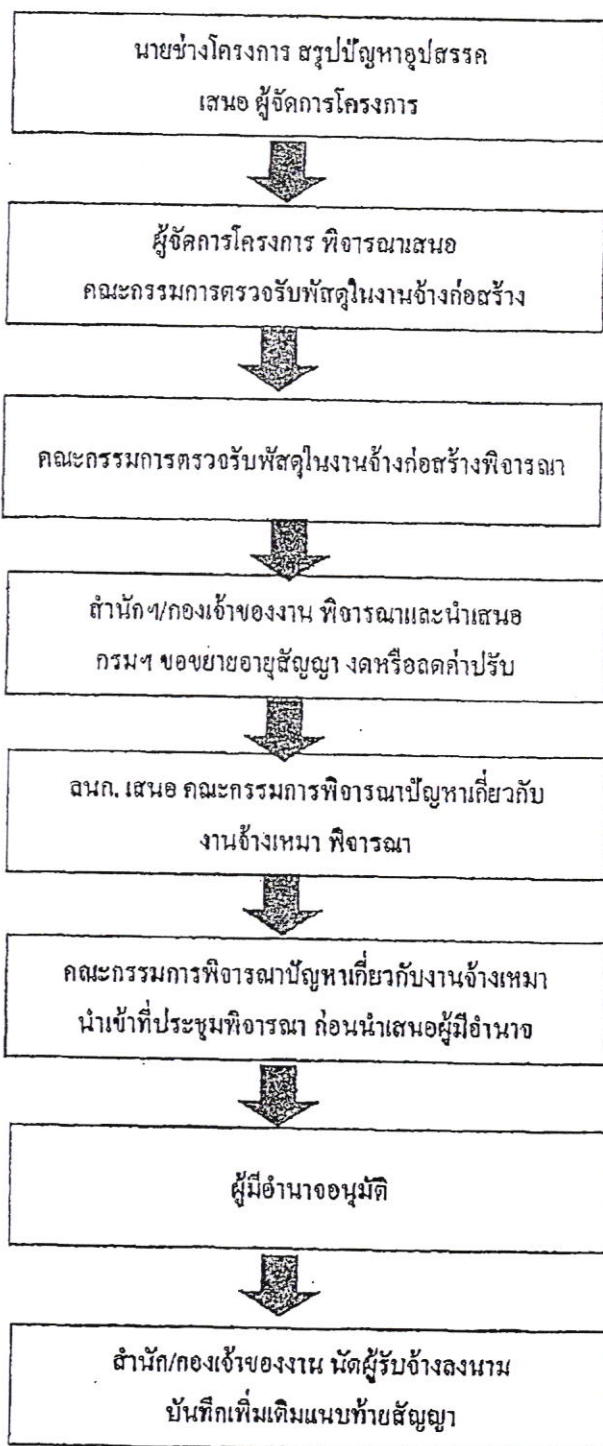 นายช่างโครงการ สรุปปัญหาอุปสรรค
เสนอ ผู้จัดการโครงการ
ผู้จัดการโครงการ พิจารณาเสนอ
คณะกรรมการตรวจรับพัสดุในงานจ้างก่อสร้าง
คณะกรรมการตรวจรับพัสดุในงานจ้างก่อสร้างพิจารณา
สำนักฯ/กองเจ้าของงาน พิจารณาและนำเสนอ
กรมฯ ขอขยายอายุสัญญา งดหรือลดค่าปรับ
ลนก. เสนอ คณะกรรมการพิจารณาปัญหาเกี่ยวกับ
งานจ้างเหมา พิจารณา
คณะกรรมการพิจารณาปัญหาเกี่ยวกับงานจ้างเหมา
นำเข้าที่ประชุมพิจารณา ก่อนนำเสนอผู้มีอำนาจ
ผู้มีอำนาจอนุมัติ
สำนัก/กองเจ้าของงาน นัดผู้รับจ้างลงนาม
บันทึกเพิ่มเติมแนบท้ายสัญญา